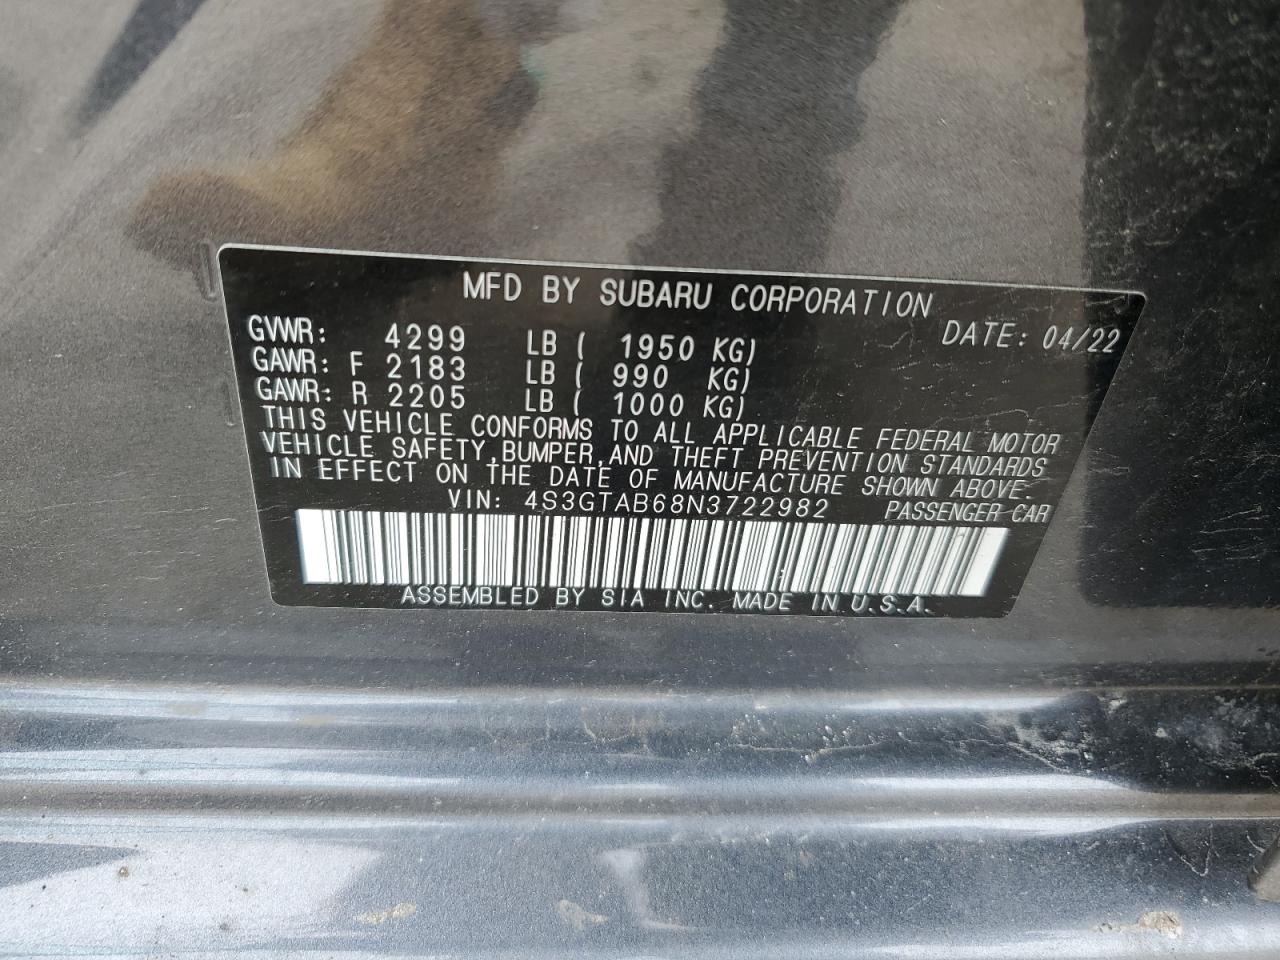 MFD BY SUBARU CORPORATION
GVWR: 4299 LB ( 1950 KG) DATE: 04/22
GAWR: F 2183 LB ( 990 KG)
GAWR: R 2205 LB ( 1000 KG)
THIS VEHICLE CONFORMS TO ALL APPLICABLE FEDERAL MOTOR
VEHICLE SAFETY,BUMPER,AND THEFT PREVENTION STANDARDS
IN EFFECT ON THE DATE OF MANUFACTURE SHOWN ABOVE.
VIN: 4S3GTAB68N3722982 PASSENGER CAR
ASSEMBLED BY SIA INC. MADE IN U.S.A.